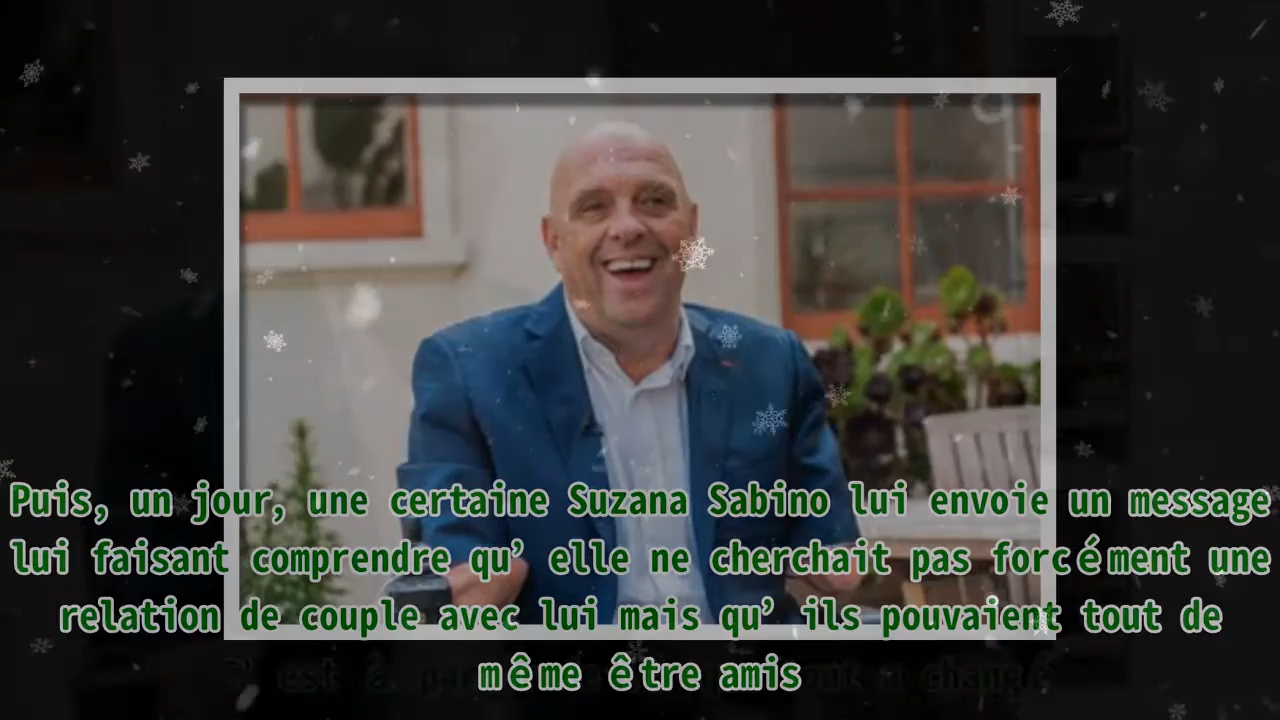 Puis, un jour, une certaine Suzana Sabino lui envoie un message
lui faisant comprendre qu’ elle ne cherchait pas forcément une
relation de couple avec lui mais qu’ ils pouvaient tout de
même être amis